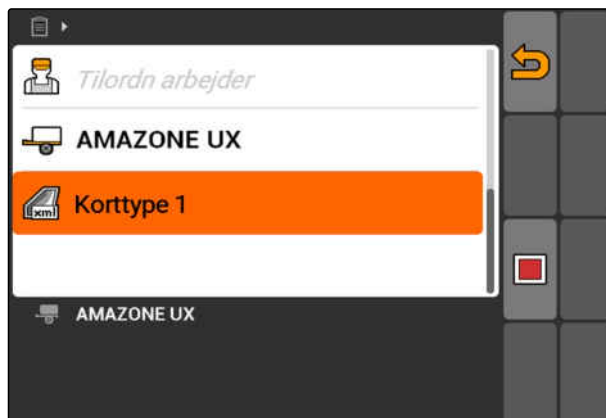 Tilordn arbejder
AMAZONE UX
xml
Korttype 1
AMAZONE UX